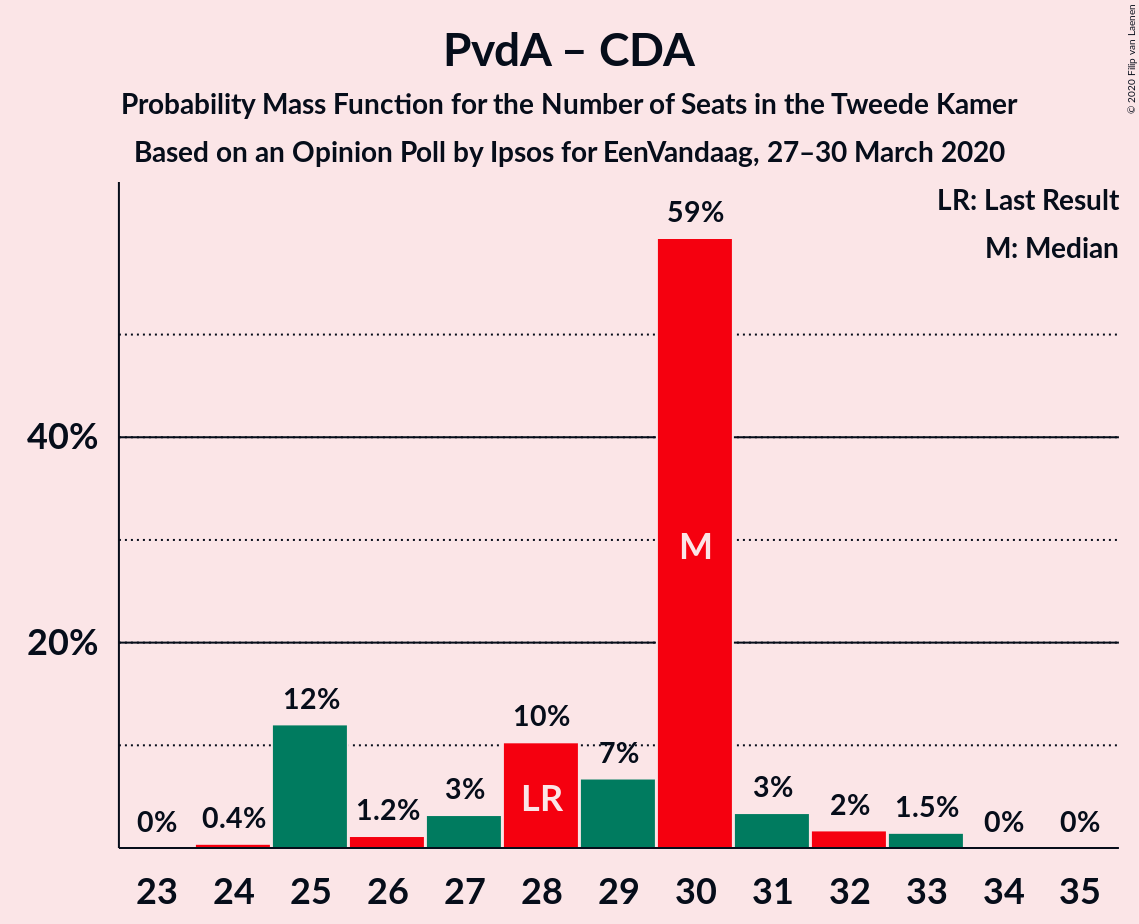 PvdA – CDA
Probability Mass Function for the Number of Seats in the Tweede Kamer
Based on an Opinion Poll by Ipsos for EenVandaag, 27–30 March 2020
© 2020 Filip van Laenen
LR: Last Result
M: Median
59%
40%
M
20%
12%
10%
7%
3%
3%
2%
1.5%
1.2%
0.4%
0%
0%
0%
LR
23 24 25 26 27 28 29 30 31 32 33 34 35